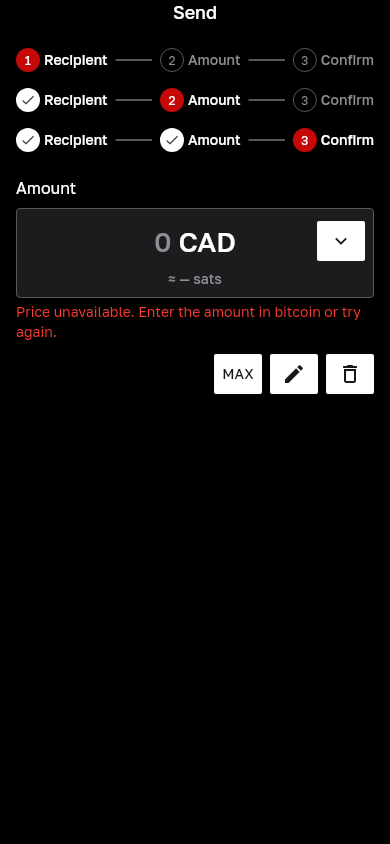 Send
1 Recipient 2 Amount 3 Confirm
Recipient 2 Amount 3 Confirm
Recipient Amount 3 Confirm
Amount
0 CAD
≈ — sats
Price unavailable. Enter the amount in bitcoin or try
again.
MAX